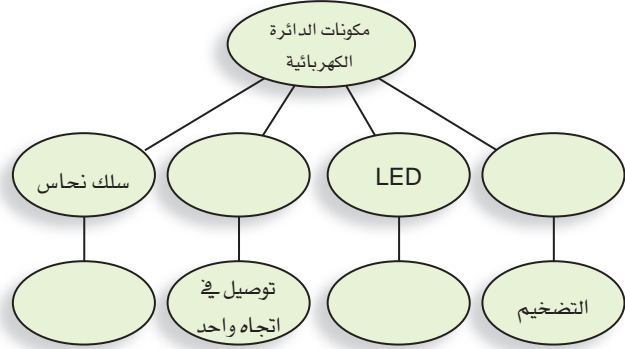 مكونات الدائرة
الكهربائية
LED
سلك نحاس
التضخيم
توصيل في
اتجاه واحد